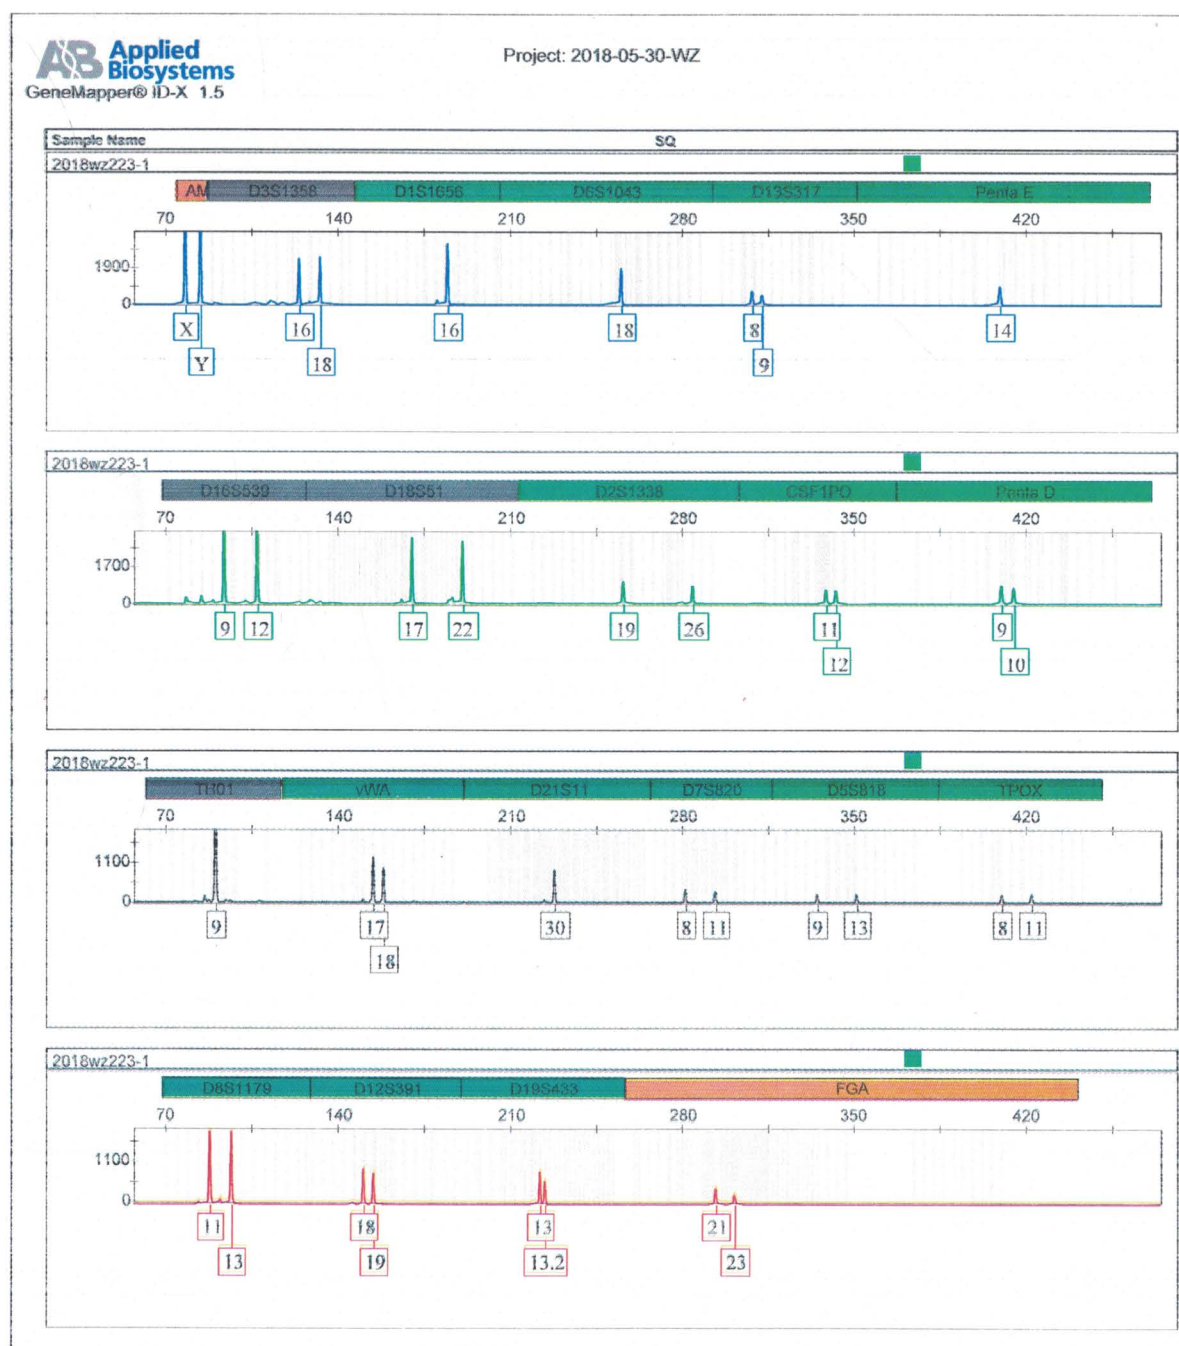 AB Applied
Biosystems
GeneMapper® ID-X 1.5
Project: 2018-05-30-WZ
Sample Name SQ
2018wz223-1
AM D3S1358 D1S1656 D6S1043 D13S317 Penta E
70 140 210 280 350 420
1900
0
X 16 16 18 8 14
Y 18 9
2018wz223-1
D16S539 D18S51 D2S1338 CSF1PO Penta D
70 140 210 280 350 420
1700
0
9 12 17 22 19 26 11 9
12 10
2018wz223-1
TH01 vWA D21S11 D7S820 D5S818 TPOX
70 140 210 280 350 420
1100
0
9 17 30 8 11 9 13 8 11
18
2018wz223-1
D8S1179 D12S391 D19S433 FGA
70 140 210 280 350 420
1100
0
11 18 13 21
13 19 13.2 23